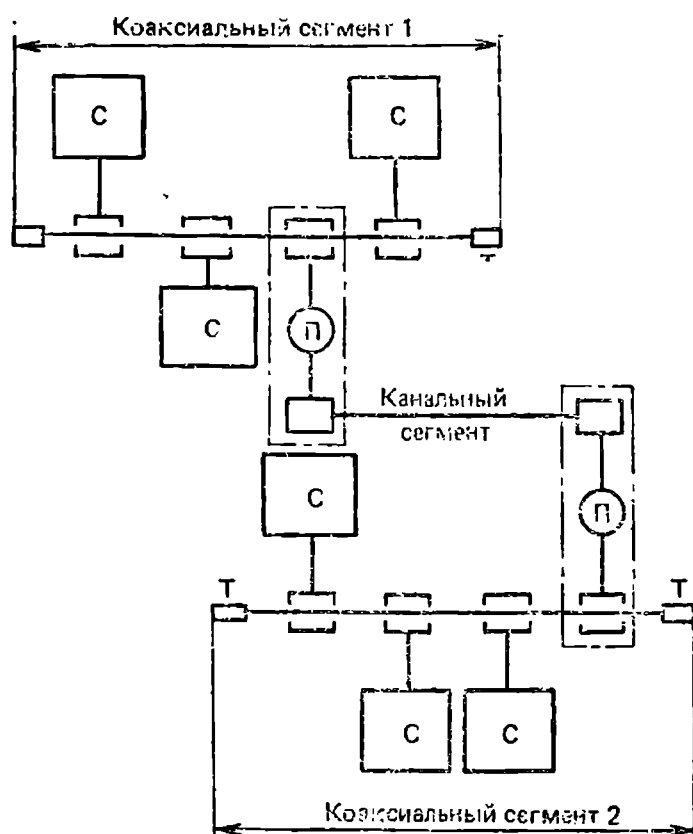 Коаксиальный сегмент 1
С
С
С
П
Т
Канальный
сегмент
С
П
Т
Т
С
С
Коаксиальный сегмент 2